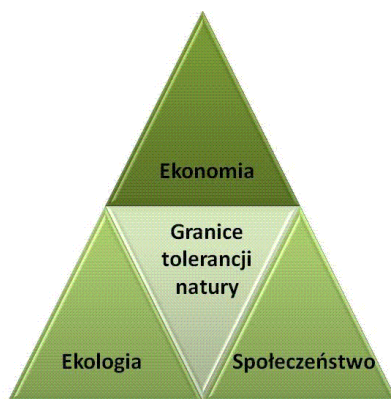 Ekonomia
Granice
tolerancji
natury
Ekologia
Społeczeństwo